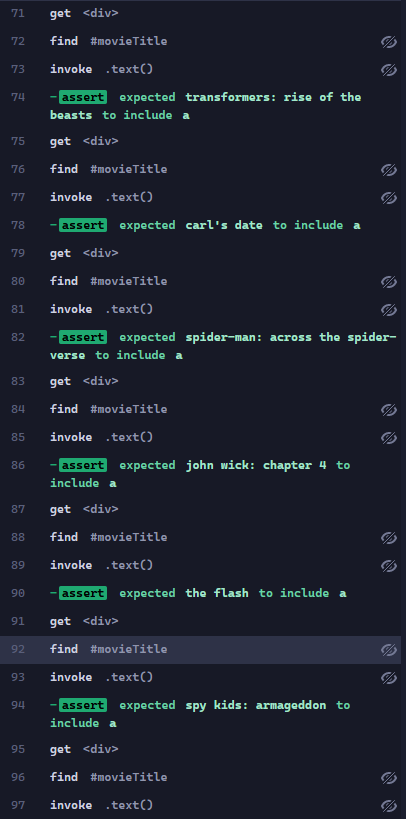 71 get <div>
72 find #movieTitle
73 invoke .text()
74 -assert expected transformers: rise of the
beasts to include a
75 get <div>
76 find #movieTitle
77 invoke .text()
78 -assert expected carl's date to include a
79 get <div>
80 find #movieTitle
81 invoke .text()
82 -assert expected spider-man: across the spider-
verse to include a
83 get <div>
84 find #movieTitle
85 invoke .text()
86 -assert expected john wick: chapter 4 to
include a
87 get <div>
88 find #movieTitle
89 invoke .text()
90 -assert expected the flash to include a
91 get <div>
92 find #movieTitle
93 invoke .text()
94 -assert expected spy kids: armageddon to
include a
95 get <div>
96 find #movieTitle
97 invoke .text()